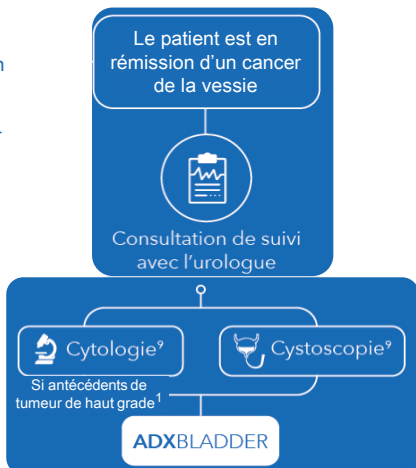 Le patient est en
rémission d’un cancer
de la vessie
Consultation de suivi
avec l’urologue
Cytologie⁹
Cystoscopie⁹
Si antécédents de
tumeur de haut grade¹
ADXBLADDER